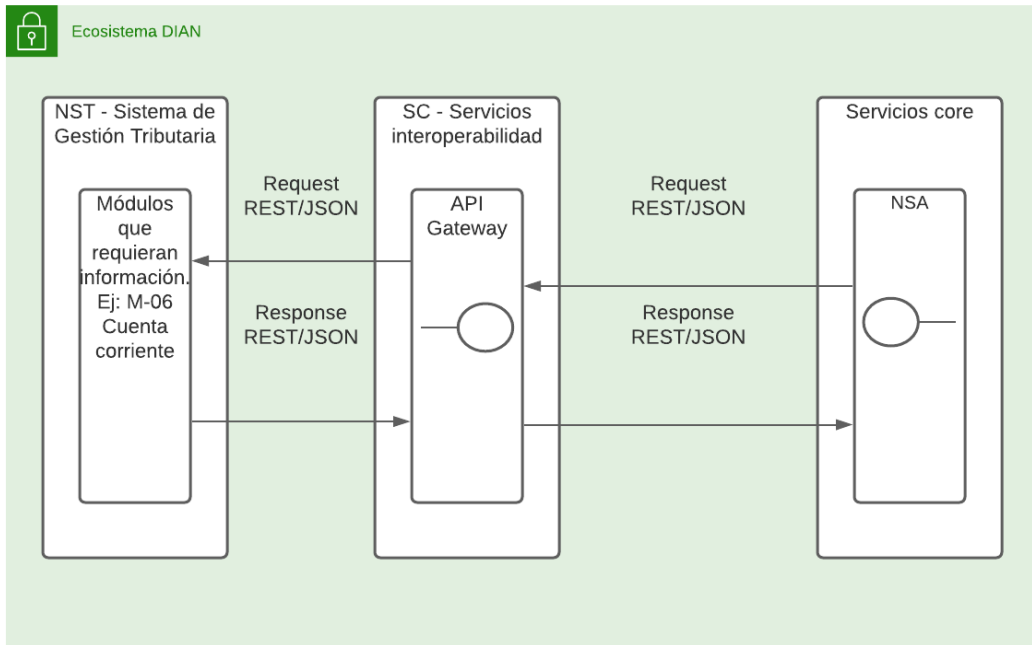 Ecosistema DIAN
NST - Sistema de
Gestión Tributaria
Módulos
que
requieran
información.
Ej: M-06
Cuenta
corriente
Request
REST/JSON
Response
REST/JSON
SC - Servicios
interoperabilidad
API
Gateway
Request
REST/JSON
Response
REST/JSON
Servicios core
NSA